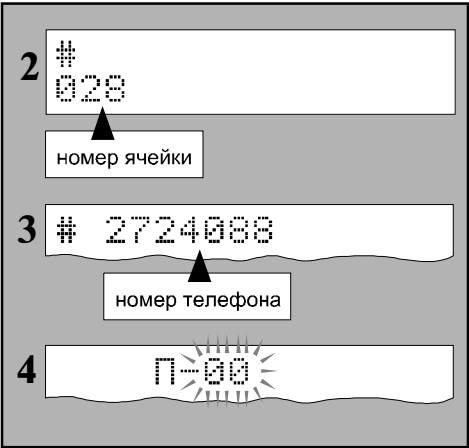 2
#
028
номер ячейки
3
# 2724088
номер телефона
4
П-00